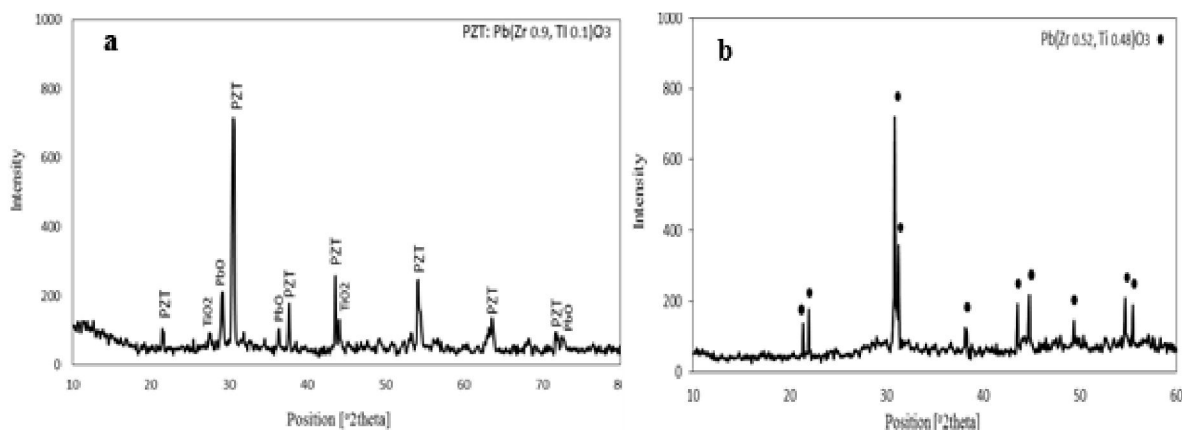 a
PZT: Pb(Zr 0.9, TI 0.1)O3
Intensity
1000
800
600
400
200
0
PZT
TiO2
PbO
PZT
PbO
PZT
PZT
TiO2
PZT
PZT
PZT
PbO
10 20 30 40 50 60 70 80
Position [°2theta]
b
Pb(Zr 0.52, Ti 0.48)O3
Intensity
1000
800
600
400
200
0
10 20 30 40 50 60
Position [°2theta]